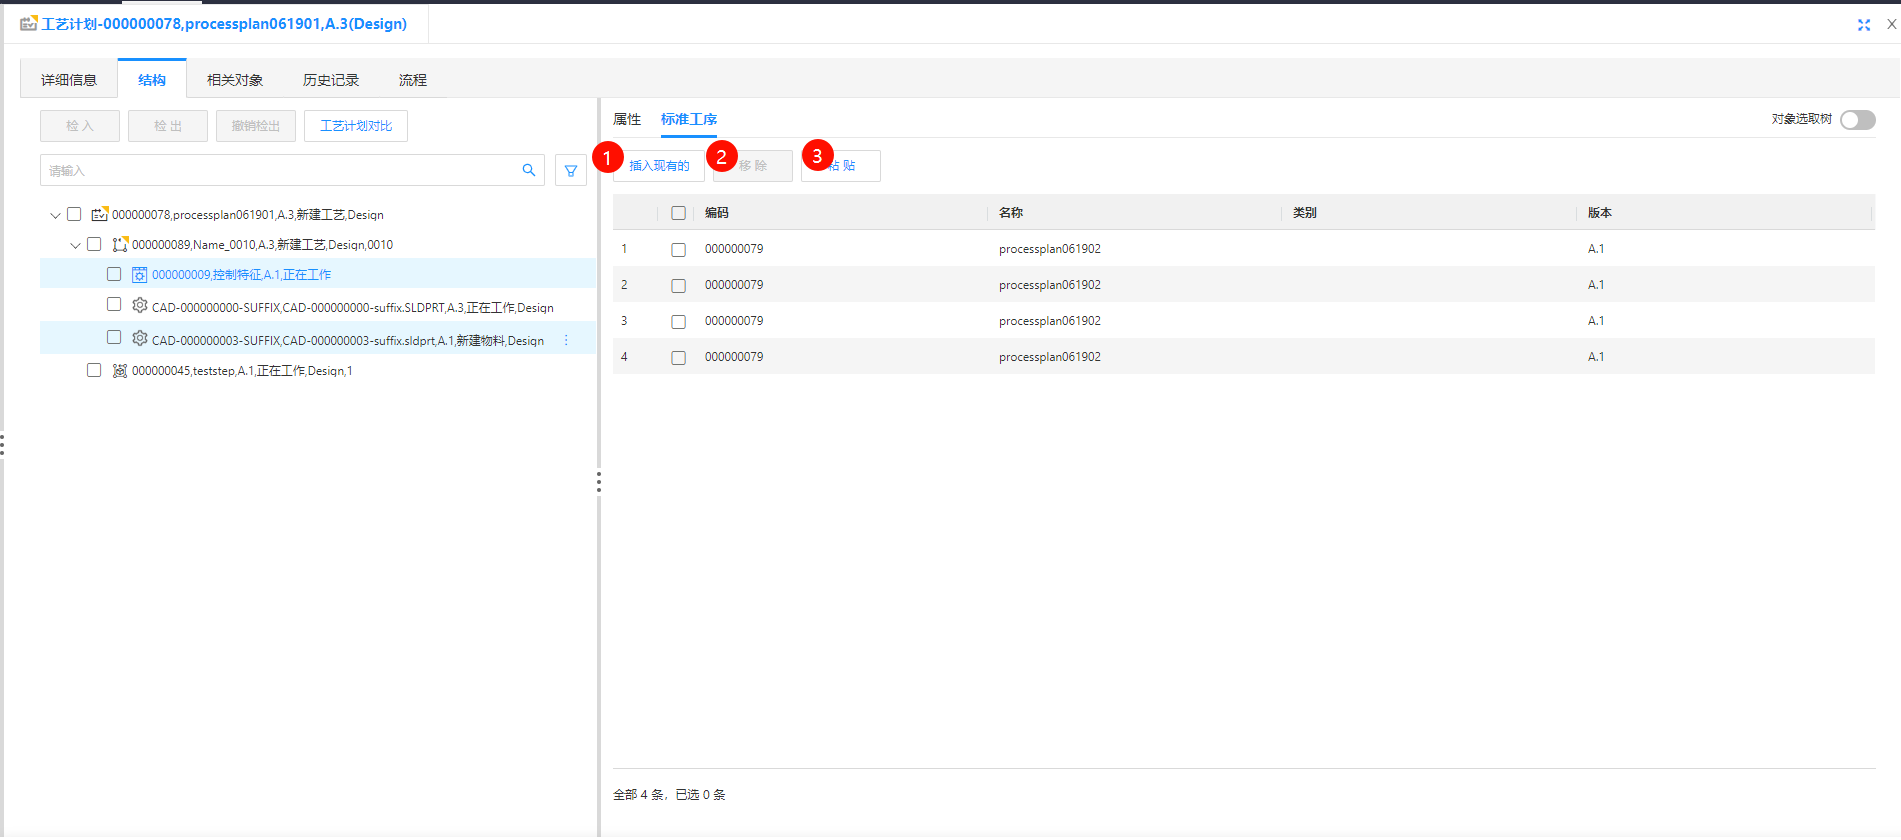 工艺计划-000000078,processplan061901,A.3(Design)
详细信息 结构 相关对象 历史记录 流程
检 入 检 出 撤销检出 工艺计划对比
请输入
000000078,processplan061901,A.3,新建工艺,Design
000000089,Name_0010,A.3,新建工艺,Design,0010
000000009,控制特征,A.1,正在工作
CAD-000000000-SUFFIX,CAD-000000000-suffix.SLDPRT,A.3,正在工作,Design
CAD-000000003-SUFFIX,CAD-000000003-suffix.sldprt,A.1,新建物料,Design
000000045,teststep,A.1,正在工作,Design,1
属性 标准工序 对象选取树
1 插入现有的 2 移 除 3 粘 贴
编码 名称 类别 版本
1 000000079 processplan061902 A.1
2 000000079 processplan061902 A.1
3 000000079 processplan061902 A.1
4 000000079 processplan061902 A.1
全部 4 条，已选 0 条